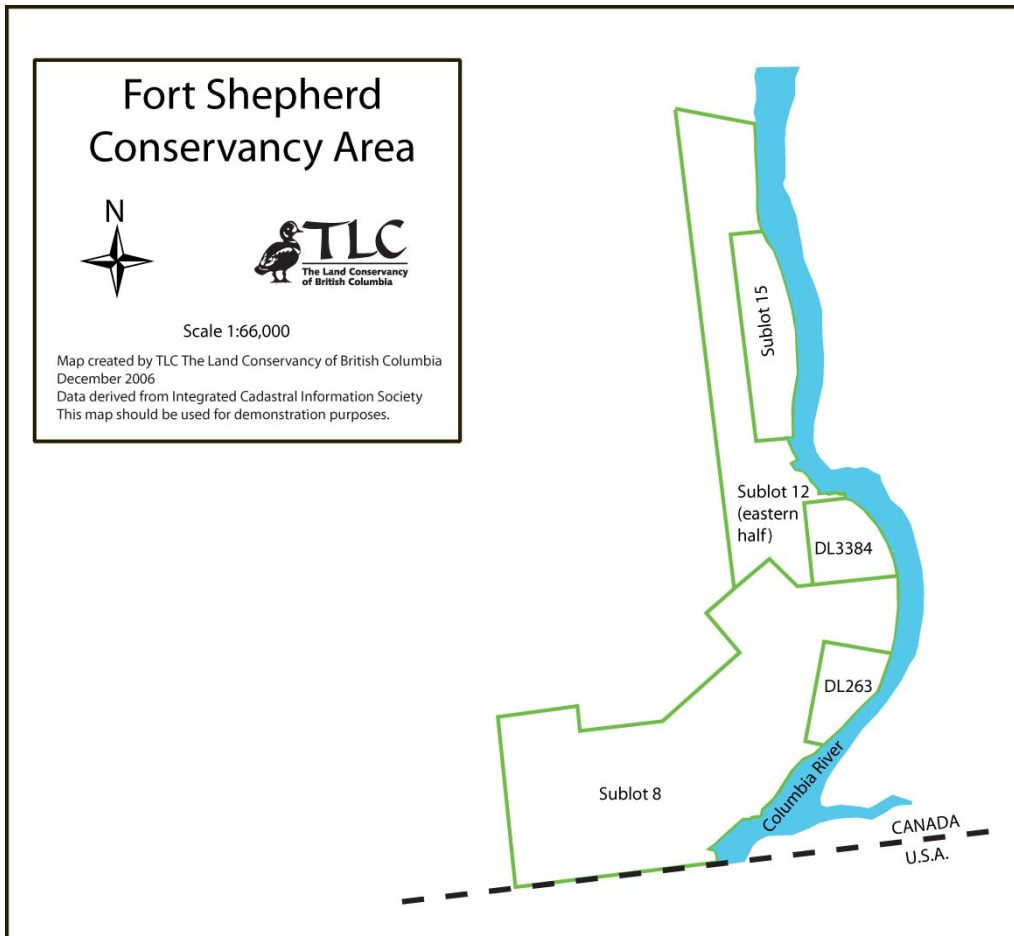 Fort Shepherd
Conservancy Area
N
TLC
The Land Conservancy
of British Columbia
Scale 1:66,000
Map created by TLC The Land Conservancy of British Columbia
December 2006
Data derived from Integrated Cadastral Information Society
This map should be used for demonstration purposes.
Sublot 15
Sublot 12
(eastern
half)
DL3384
DL263
Sublot 8
Columbia River
CANADA
U.S.A.